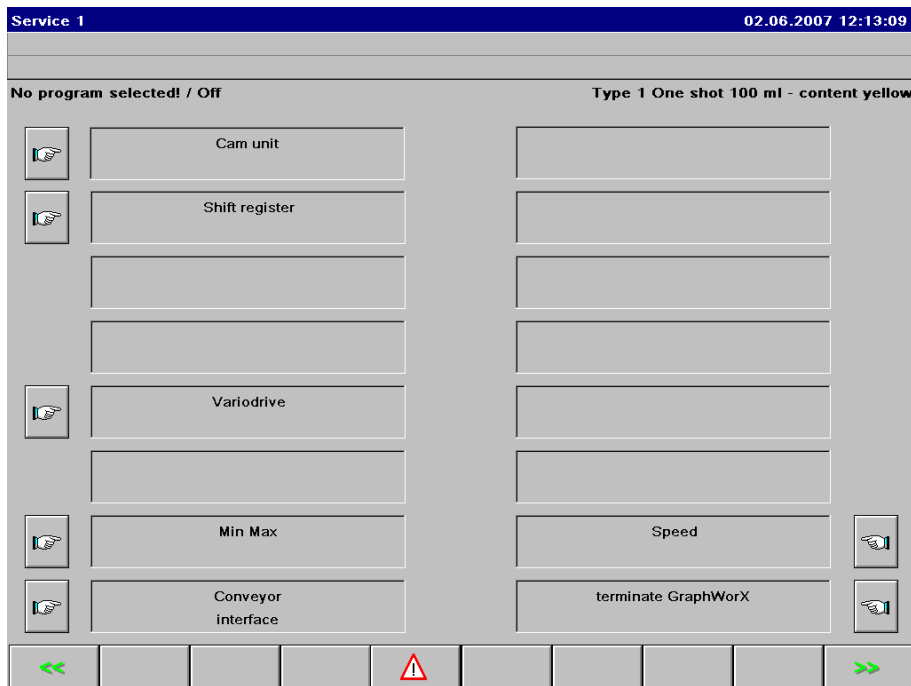 Service 1 02.06.2007 12:13:09
No program selected! / Off Type 1 One shot 100 ml - content yellow
Cam unit
Shift register
Variodrive
Min Max Speed
Conveyor
interface
terminate GraphWorX
<< ! >>